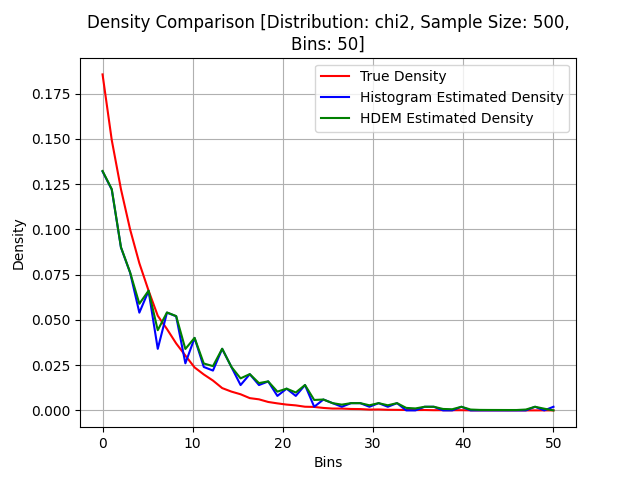 Density Comparison [Distribution: chi2, Sample Size: 500,
Bins: 50]
True Density
Histogram Estimated Density
HDEM Estimated Density
Density
0.175
0.150
0.125
0.100
0.075
0.050
0.025
0.000
0 10 20 30 40 50
Bins